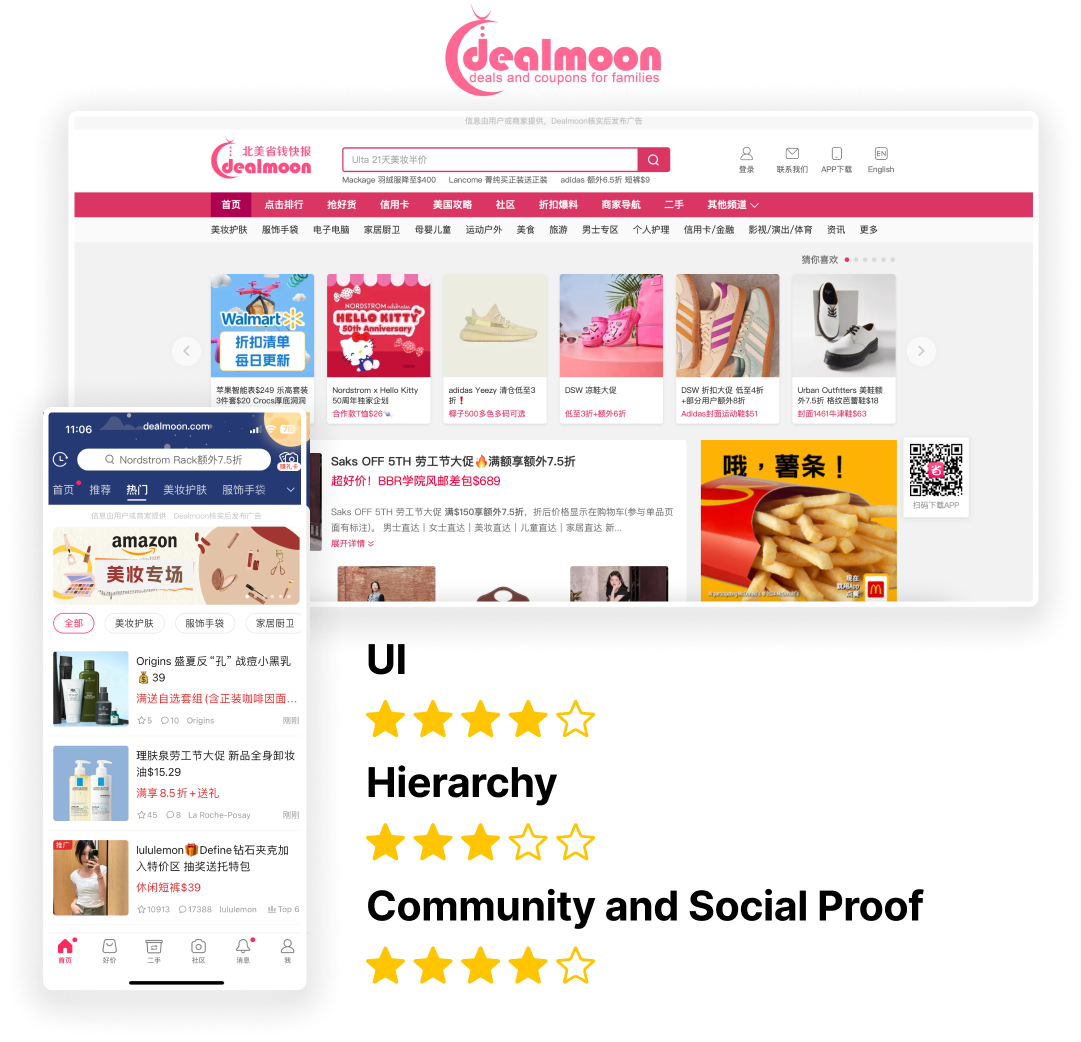 dealmoon
deals and coupons for families
信息由用户或商家提供，Dealmoon核实后发布广告
北美省钱快报
dealmoon
Ulta 21天美妆半价
登录
联系我们
APP下载
EN
English
Mackage 羽绒服降至$400
Lancome 菁纯买正装送正装
adidas 额外6.5折 短裤$9
首页 点击排行 抢好货 信用卡 美国攻略 社区 折扣爆料 商家导航 二手 其他频道
美妆护肤 服饰手袋 电子电脑 家居厨卫 母婴儿童 运动户外 美食 旅游 男士专区 个人护理 信用卡/金融 影视/演出/体育 资讯 更多
猜你喜欢
Walmart
折扣清单
每日更新
苹果智能表$249 乐高套装
3件套$20 Crocs厚底洞洞
NORDSTROM celebrates
HELLO KITTY
50th Anniversary
Nordstrom x Hello Kitty
50周年独家企划
合作款T恤$26
adidas Yeezy 清仓低至3
折❗
椰子500多色多码可选
DSW 凉鞋大促
低至3折+额外6折
DSW 折扣大促 低至4折
+部分用户额外8折
Adidas封面运动鞋$51
Urban Outfitters 美鞋额
外7.5折 格纹芭蕾鞋$18
封面1461牛津鞋$63
Saks OFF 5TH 劳工节大促🔥满额享额外7.5折
超好价！BBR学院风邮差包$689
Saks OFF 5TH 劳工节大促 满$150享额外7.5折，折后价格显示在购物车(参与单品页
面有标注)。 男士直达 | 女士直达 | 美妆直达 | 儿童直达 | 家居直达 新...
展开详情
哦，薯条！
现在，
就用App
点餐
省
扫码下载APP
11:06
dealmoon.com
Nordstrom Rack额外7.5折
赚礼卡
首页 推荐 热门 美妆护肤 服饰手袋
信息由用户或商家提供，Dealmoon核实后发布广告
amazon
美妆专场
全部 美妆护肤 服饰手袋 家居厨卫
Origins 盛夏反“孔”战痘小黑乳
💰39
满送自选套组(含正装咖啡因面...
5 10 Origins 刚刚
理肤泉劳工节大促 新品全身卸妆
油$15.29
满享8.5折+送礼
45 8 La Roche-Posay 刚刚
推广
lululemon🎁Define钻石夹克加
入特价区 抽奖送托特包
休闲短裤$39
10913 17388 lululemon Top 6
首页 好价 二手 社区 消息 我
UI
Hierarchy
Community and Social Proof